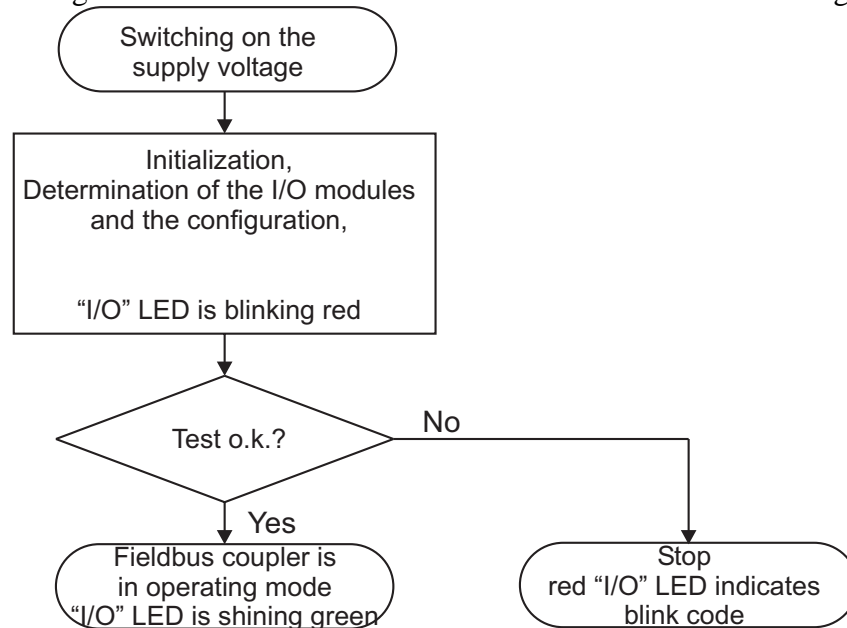 Switching on the
supply voltage
Initialization,
Determination of the I/O modules
and the configuration,
“I/O” LED is blinking red
Test o.k.?
No
Yes
Fieldbus coupler is
in operating mode
“I/O” LED is shining green
Stop
red “I/O” LED indicates
blink code